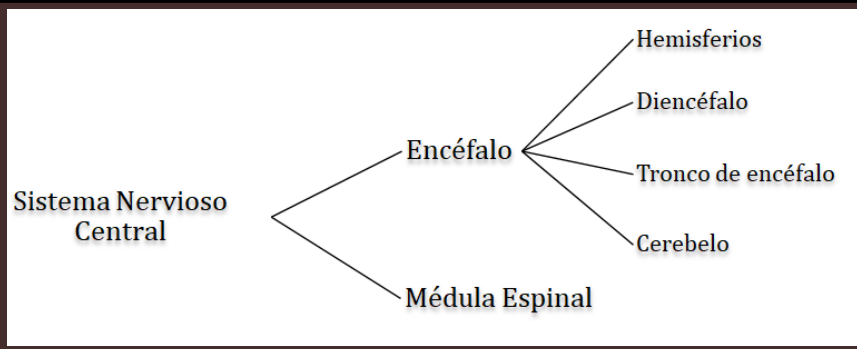 Sistema Nervioso
Central
Encéfalo
Médula Espinal
Hemisferios
Diencéfalo
Tronco de encéfalo
Cerebelo